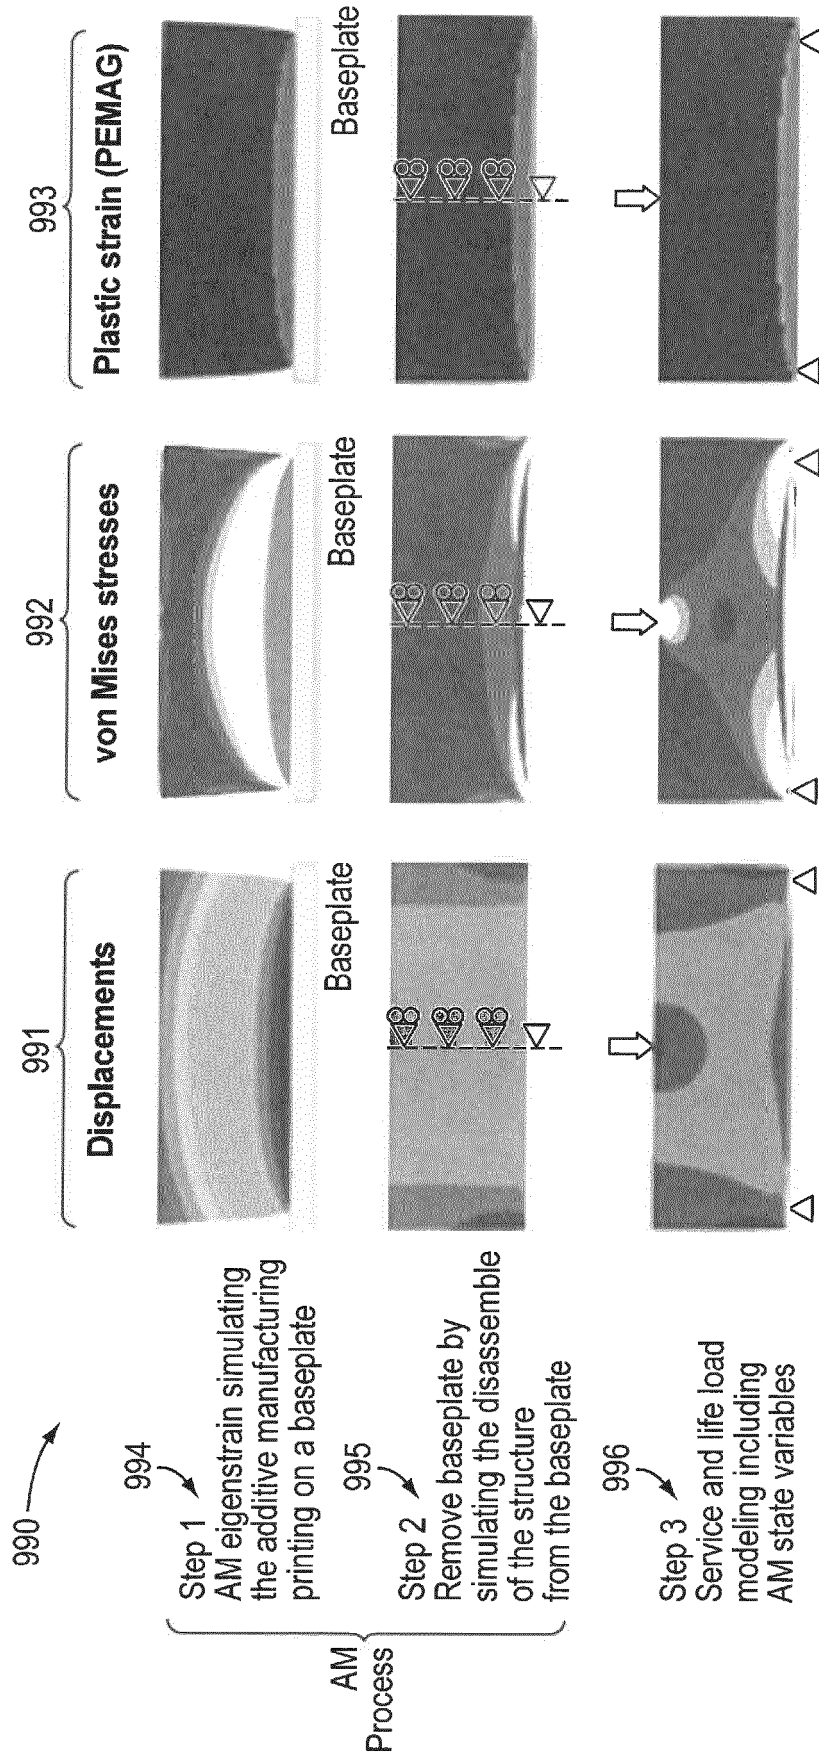 990
991
Displacements
992
von Mises stresses
993
Plastic strain (PEMAG)
AM
Process
994
Step 1
AM eigenstrain simulating
the additive manufacturing
printing on a baseplate
Baseplate
Baseplate
Baseplate
995
Step 2
Remove baseplate by
simulating the disassemble
of the structure
from the baseplate
996
Step 3
Service and life load
modeling including
AM state variables